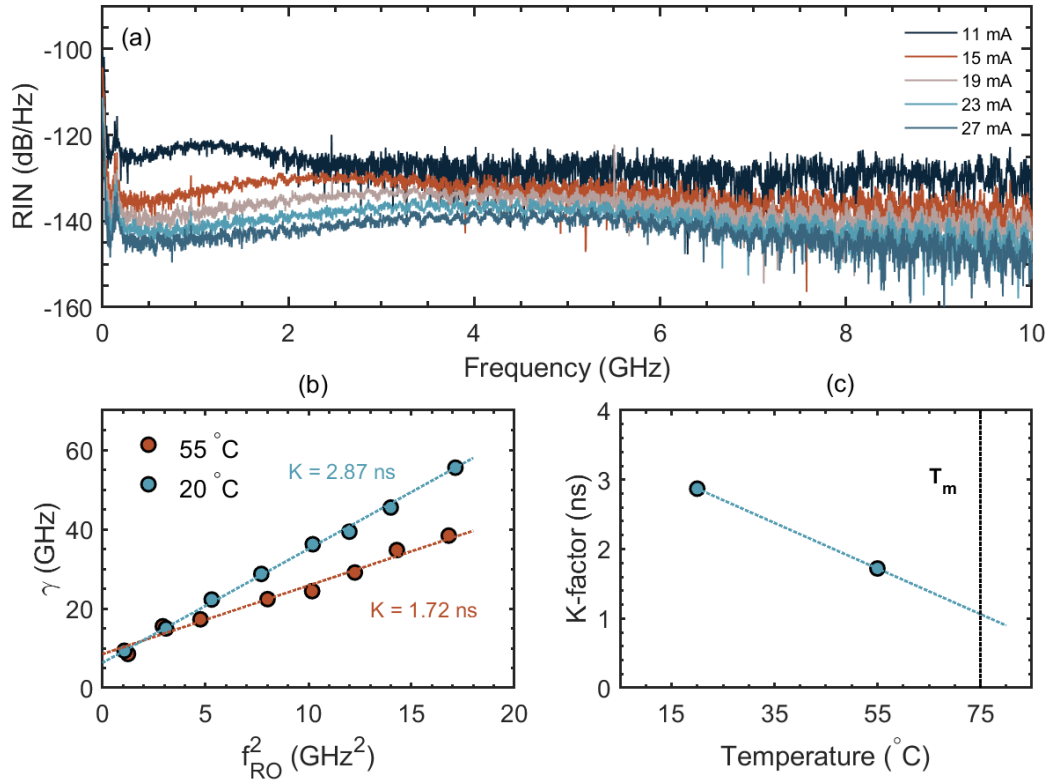 (a)
11 mA
15 mA
19 mA
23 mA
27 mA
-100
-120
-140
-160
RIN (dB/Hz)
0 2 4 6 8 10
Frequency (GHz)
(b)
55 °C
20 °C
K = 2.87 ns
K = 1.72 ns
60
40
20
0
γ (GHz)
0 5 10 15 20
f²RO (GHz²)
(c)
Tm
4
3
2
1
0
K-factor (ns)
15 35 55 75
Temperature (°C)